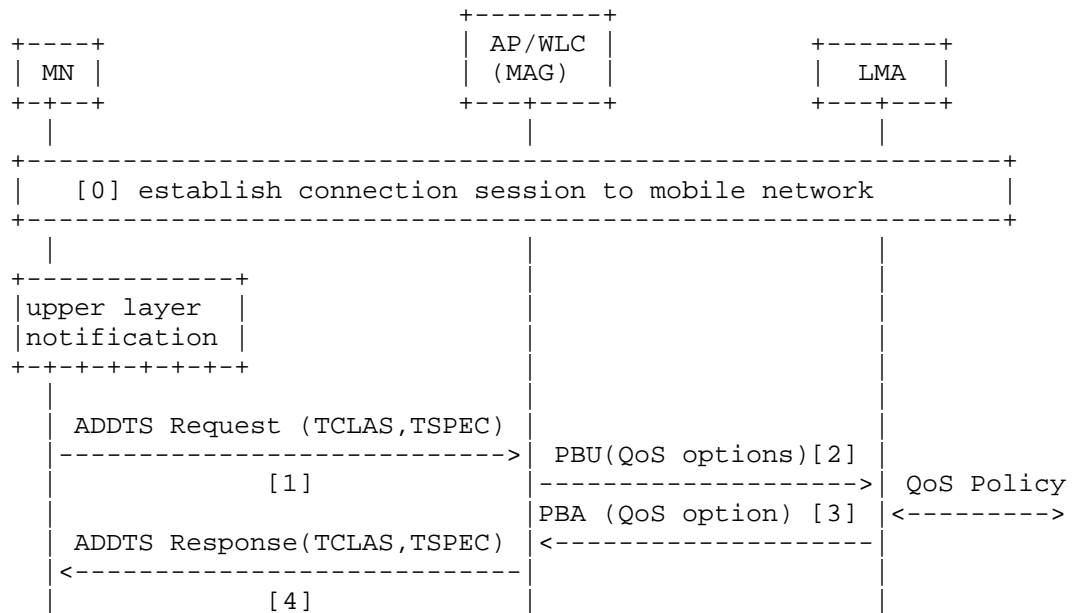 AP/WLC
MN (MAG) LMA
[0] establish connection session to mobile network
upper layer
notification
ADDTS Request (TCLAS,TSPEC)
PBU(QoS options)[2]
[1] QoS Policy
PBA (QoS option) [3]
ADDTS Response(TCLAS,TSPEC)
[4]